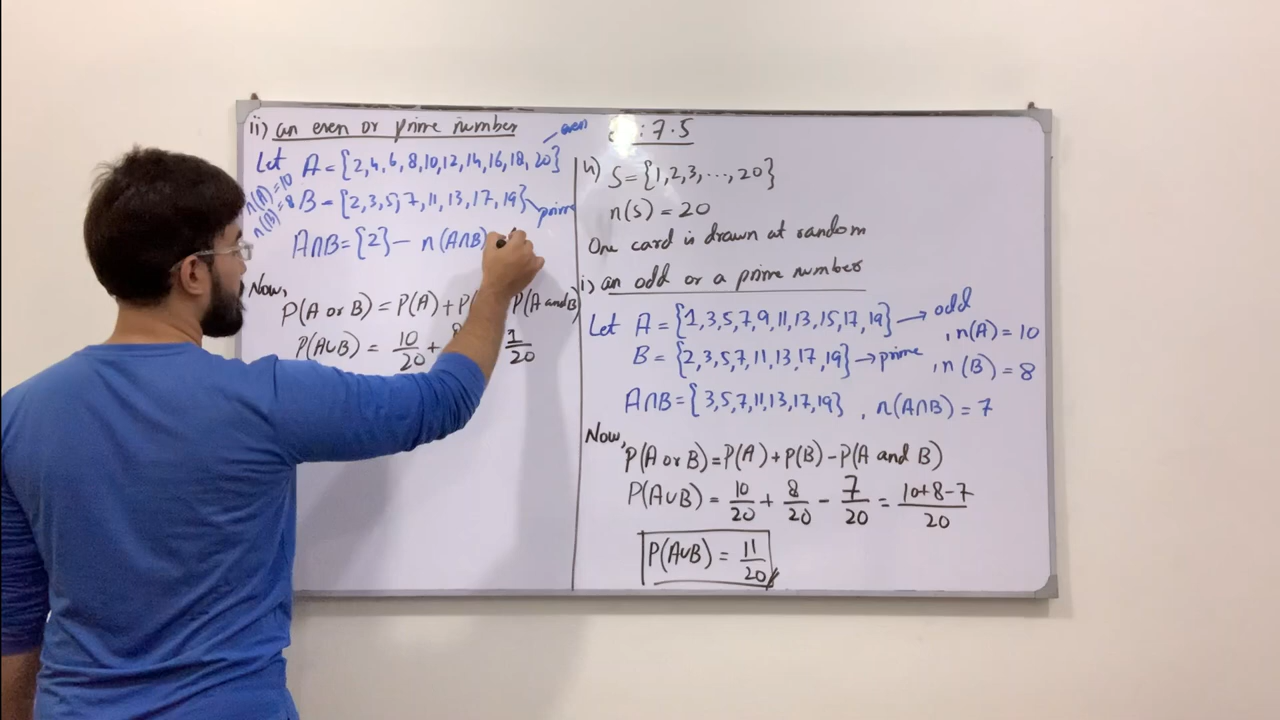 ii) an even or prime number
even
Let A = {2,4,6,8,10,12,14,16,18,20}
n(A)=10
n(B)=8
B = {2,3,5,7,11,13,17,19}
prime
A∩B = {2} – n(A∩B)
Now,
P(A or B) = P(A) + P( P(A and B)
P(A∪B) = 10/20 + 8 1/20
: 7.5
4) S = {1,2,3,...,20}
n(S) = 20
One card is drawn at random
i) an odd or a prime number
Let A = {1,3,5,7,9,11,13,15,17,19} → odd , n(A) = 10
B = {2,3,5,7,11,13,17,19} → prime , n(B) = 8
A∩B = {3,5,7,11,13,17,19} , n(A∩B) = 7
Now,
P(A or B) = P(A) + P(B) - P(A and B)
P(A∪B) = 10/20 + 8/20 - 7/20 = 10+8-7/20
P(A∪B) = 11/20